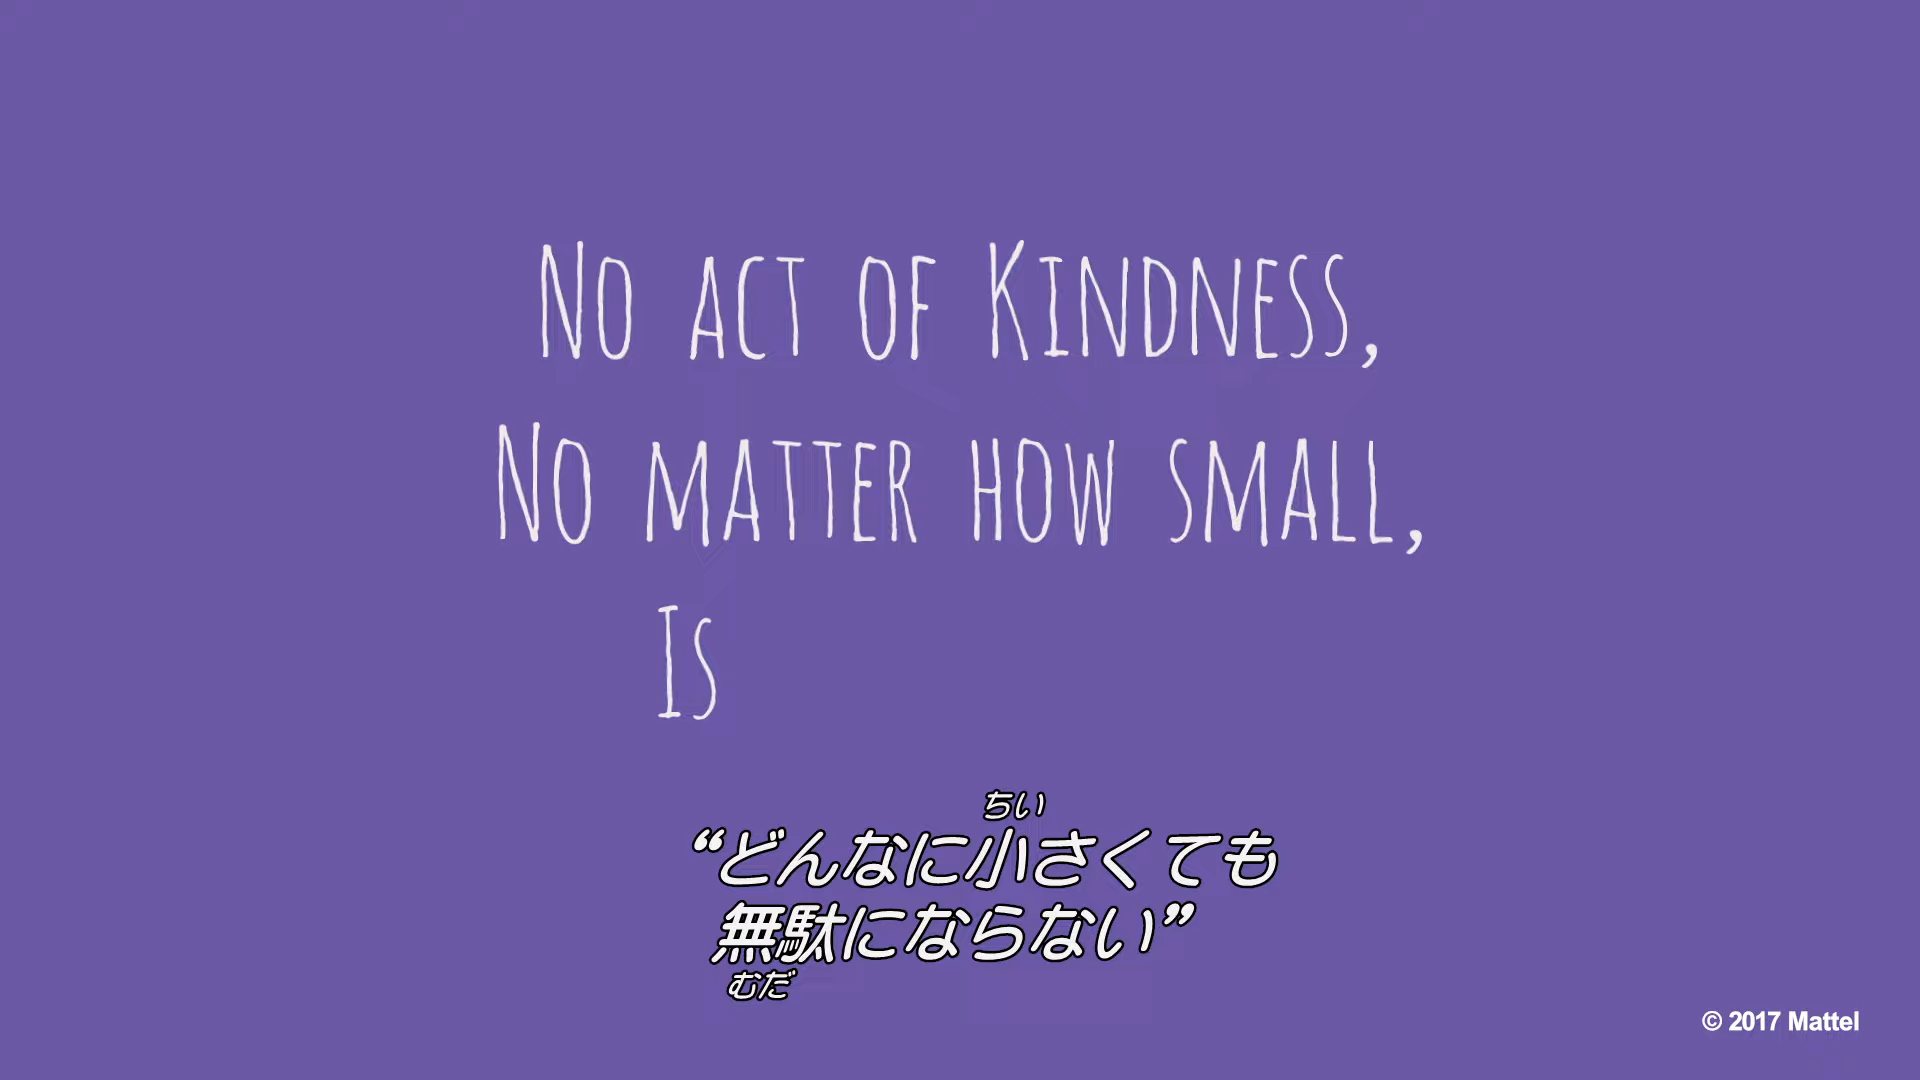 No act of Kindness,
No matter how small,
Is
ちい
“どんなに小さくても
無駄にならない”
むだ
© 2017 Mattel